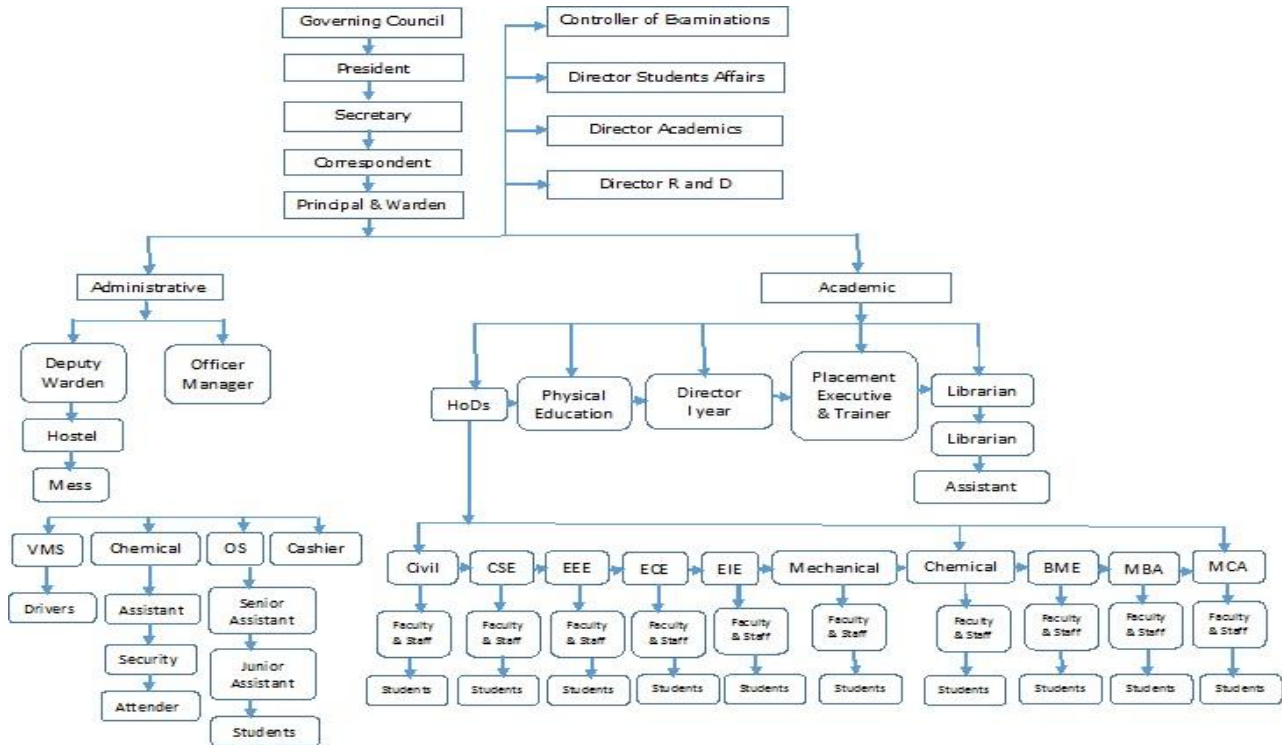 Governing Council
President
Secretary
Correspondent
Principal & Warden
Controller of Examinations
Director Students Affairs
Director Academics
Director R and D
Administrative
Academic
Deputy
Warden
Officer
Manager
Hostel
Mess
HoDs
Physical
Education
Director
I year
Placement
Executive
& Trainer
Librarian
Librarian
Assistant
VMS
Chemical
OS
Cashier
Drivers
Assistant
Security
Attender
Senior
Assistant
Junior
Assistant
Students
Civil
CSE
EEE
ECE
EIE
Mechanical
Chemical
BME
MBA
MCA
Faculty
& Staff
Faculty
& Staff
Faculty
& Staff
Faculty
& Staff
Faculty
& Staff
Faculty
& Staff
Faculty
& Staff
Faculty
& Staff
Faculty
& Staff
Faculty
& Staff
Students
Students
Students
Students
Students
Students
Students
Students
Students
Students